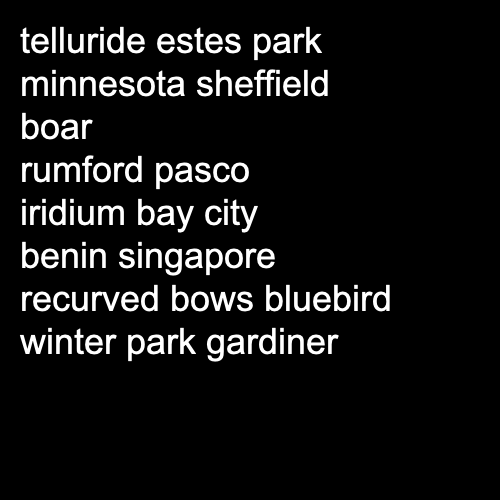 telluride estes park
minnesota sheffield
boar
rumford pasco
iridium bay city
benin singapore
recurved bows bluebird
winter park gardiner